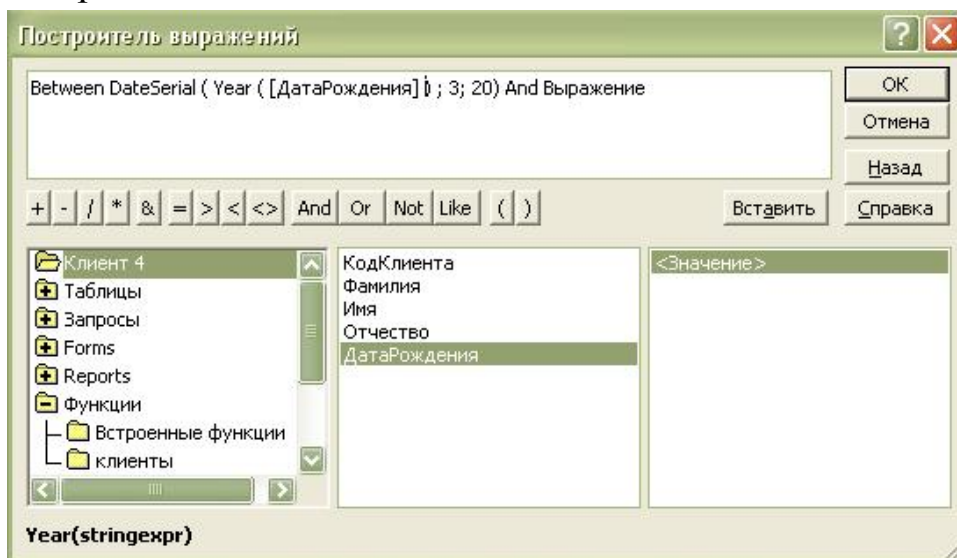 Построитель выражений
Between DateSerial ( Year ( [ДатаРождения] ) ; 3; 20) And Выражение
ОК
Отмена
Назад
+ - / * & = > < <> And Or Not Like ( ) Вставить Справка
Клиент 4 КодКлиента <Значение>
Таблицы Фамилия
Запросы Имя
Forms Отчество
Reports ДатаРождения
Функции
Встроенные функции
клиенты
Year(stringexpr)